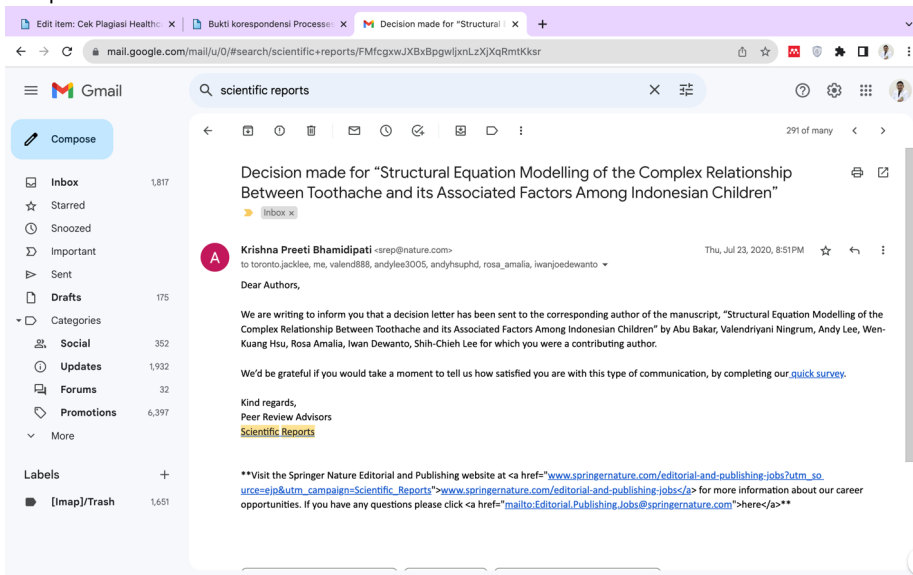 Edit item: Cek Plagiasi Healthc
Bukti korespondensi Processes
Decision made for "Structural E
mail.google.com/mail/u/0/#search/scientific+reports/FMfcgxwJXBxBpgwljxnLzXjXqRmtKksr
Gmail
scientific reports
Compose
291 of many
Inbox 1,817
Starred
Snoozed
Important
Sent
Drafts 175
Categories
Social 352
Updates 1,932
Forums 32
Promotions 6,397
More
Labels
[Imap]/Trash 1,651
Decision made for “Structural Equation Modelling of the Complex Relationship
Between Toothache and its Associated Factors Among Indonesian Children”
Inbox x
A
Krishna Preeti Bhamidipati <srep@nature.com>
Thu, Jul 23, 2020, 8:51 PM
to toronto.jacklee, me, valend888, andylee3005, andyhsuphd, rosa_amalia, iwanjoedewanto
Dear Authors,
We are writing to inform you that a decision letter has been sent to the corresponding author of the manuscript, "Structural Equation Modelling of the
Complex Relationship Between Toothache and its Associated Factors Among Indonesian Children" by Abu Bakar, Valendriyani Ningrum, Andy Lee, Wen-
Kuang Hsu, Rosa Amalia, Iwan Dewanto, Shih-Chieh Lee for which you were a contributing author.
We'd be grateful if you would take a moment to tell us how satisfied you are with this type of communication, by completing our quick survey.
Kind regards,
Peer Review Advisors
Scientific Reports
**Visit the Springer Nature Editorial and Publishing website at <a href="www.springernature.com/editorial-and-publishing-jobs?utm_so
urce=ejp&utm_campaign=Scientific_Reports">www.springernature.com/editorial-and-publishing-jobs</a> for more information about our career
opportunities. If you have any questions please click <a href="mailto:Editorial.Publishing.Jobs@springernature.com">here</a>**